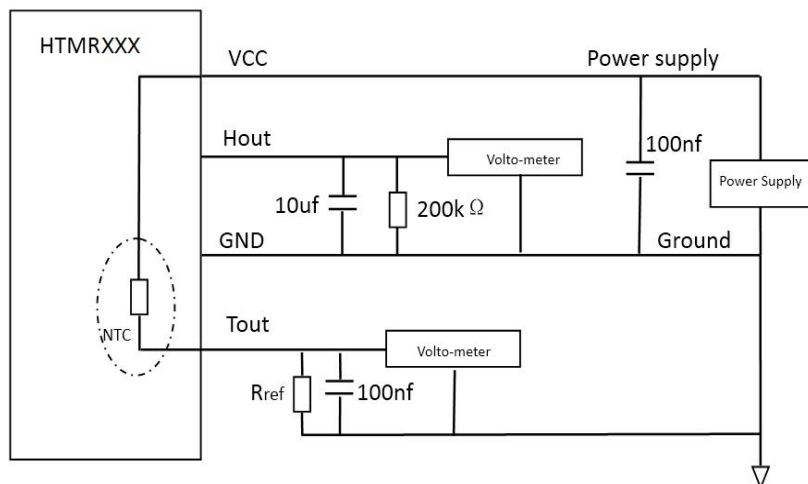 HTMRXXX
VCC
Power supply
Hout
Volto-meter
100nf
Power Supply
10uf
200k Ω
GND
Ground
NTC
Tout
Volto-meter
Rref
100nf